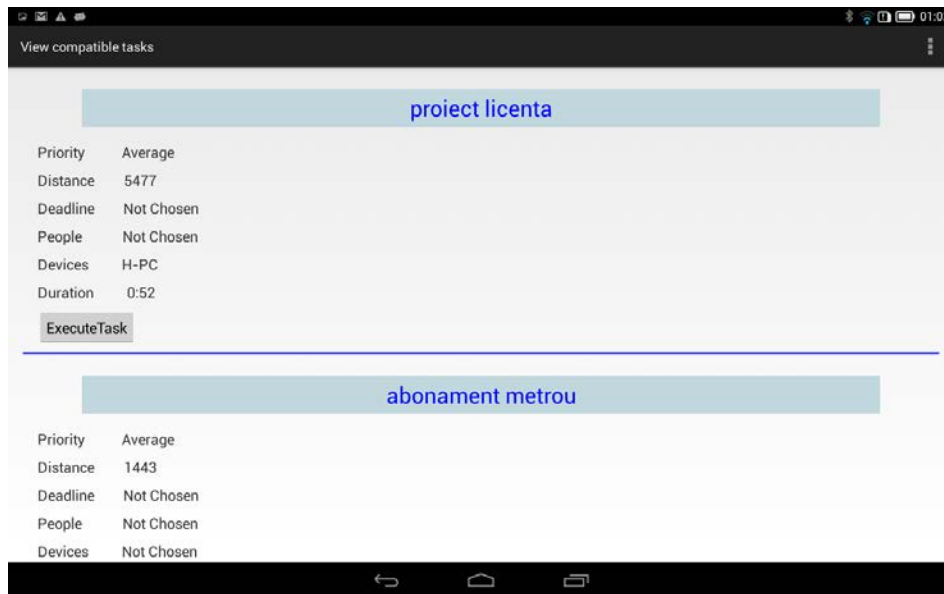 01:0
View compatible tasks
proiect licenta
Priority Average
Distance 5477
Deadline Not Chosen
People Not Chosen
Devices H-PC
Duration 0:52
ExecuteTask
abonament metrou
Priority Average
Distance 1443
Deadline Not Chosen
People Not Chosen
Devices Not Chosen